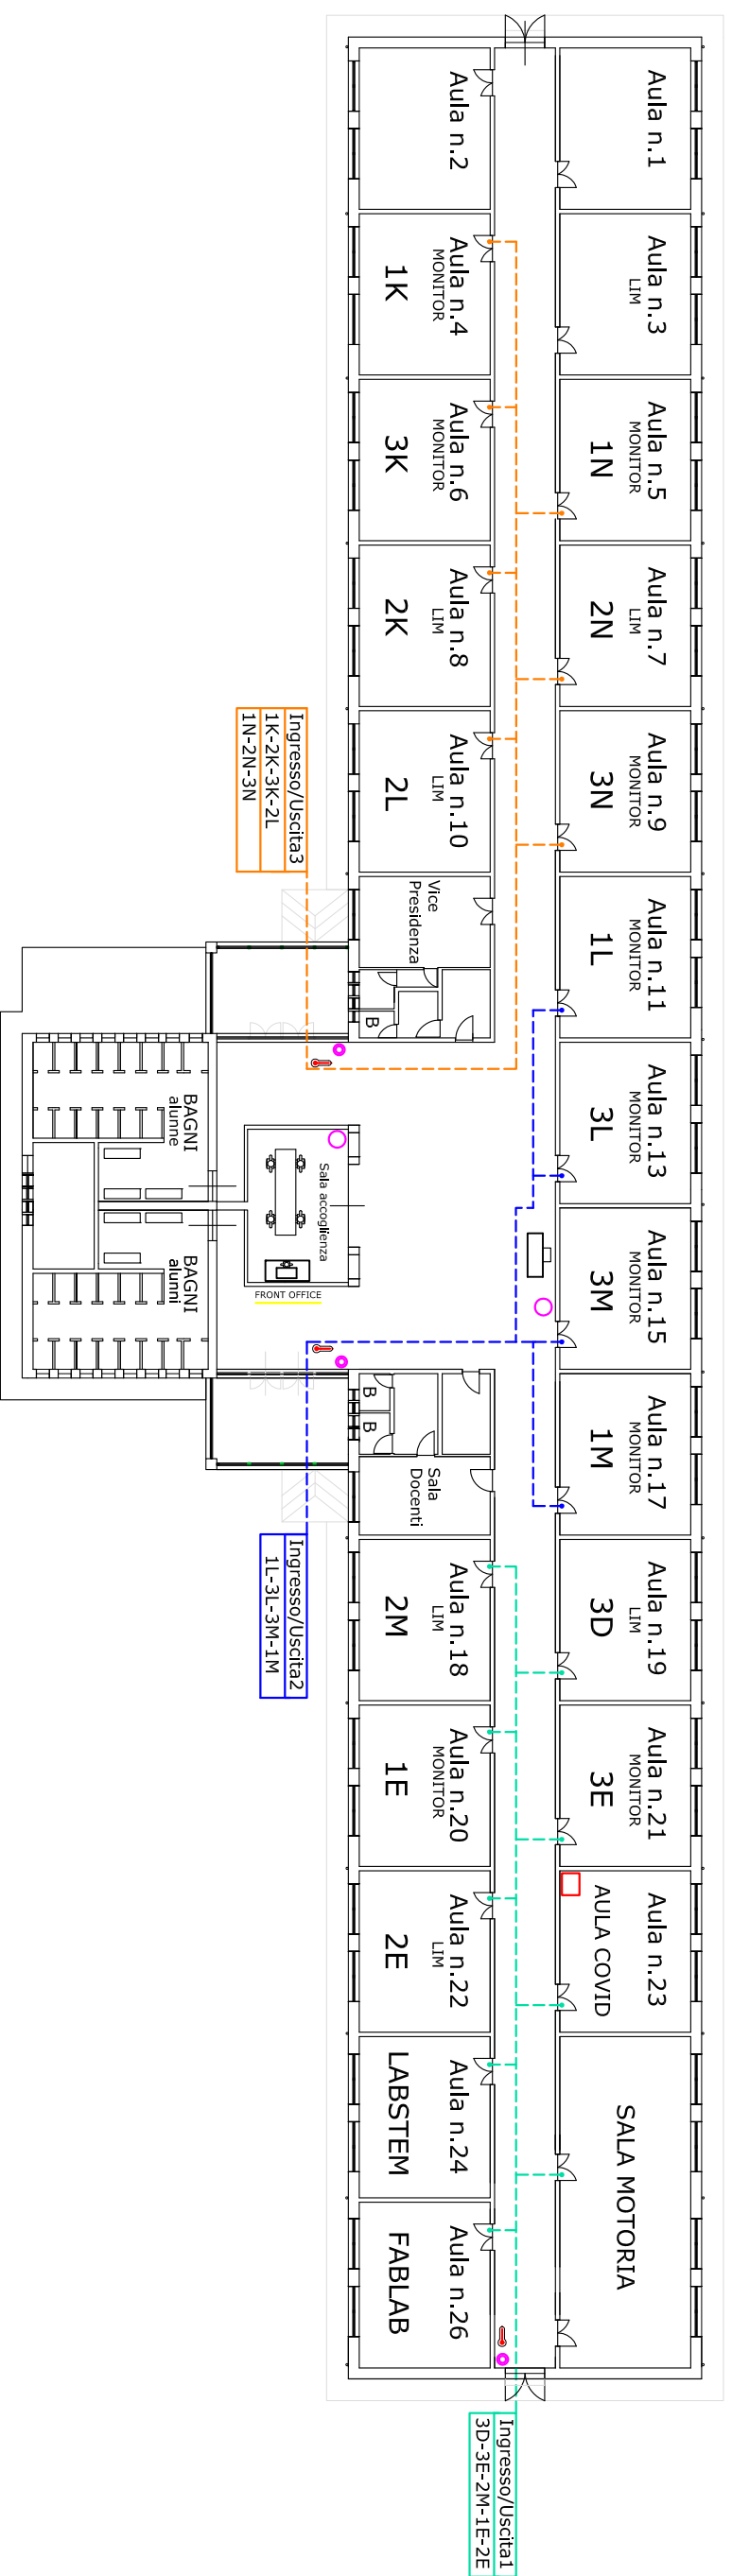 Aula n.1
Aula n.3
LIM
Aula n.5
MONITOR
1N
Aula n.7
LIM
2N
Aula n.9
MONITOR
3N
Aula n.11
MONITOR
1L
Aula n.13
MONITOR
3L
Aula n.15
MONITOR
3M
Aula n.17
MONITOR
1M
Aula n.19
LIM
3D
Aula n.21
MONITOR
3E
Aula n.23
AULA COVID
SALA MOTORIA
Aula n.2
Aula n.4
MONITOR
1K
Aula n.6
MONITOR
3K
Aula n.8
LIM
2K
Aula n.10
LIM
2L
Vice
Presidenza
B
B
B
Sala
Docenti
Aula n.18
LIM
2M
Aula n.20
MONITOR
1E
Aula n.22
LIM
2E
Aula n.24
LABSTEM
Aula n.26
FABLAB
Ingresso/Uscita3
1K-2K-3K-2L
1N-2N-3N
BAGNI
alunne
Sala accoglienza
FRONT OFFICE
BAGNI
alunni
Ingresso/Uscita2
1L-3L-3M-1M
Ingresso/Uscita1
3D-3E-2M-1E-2E